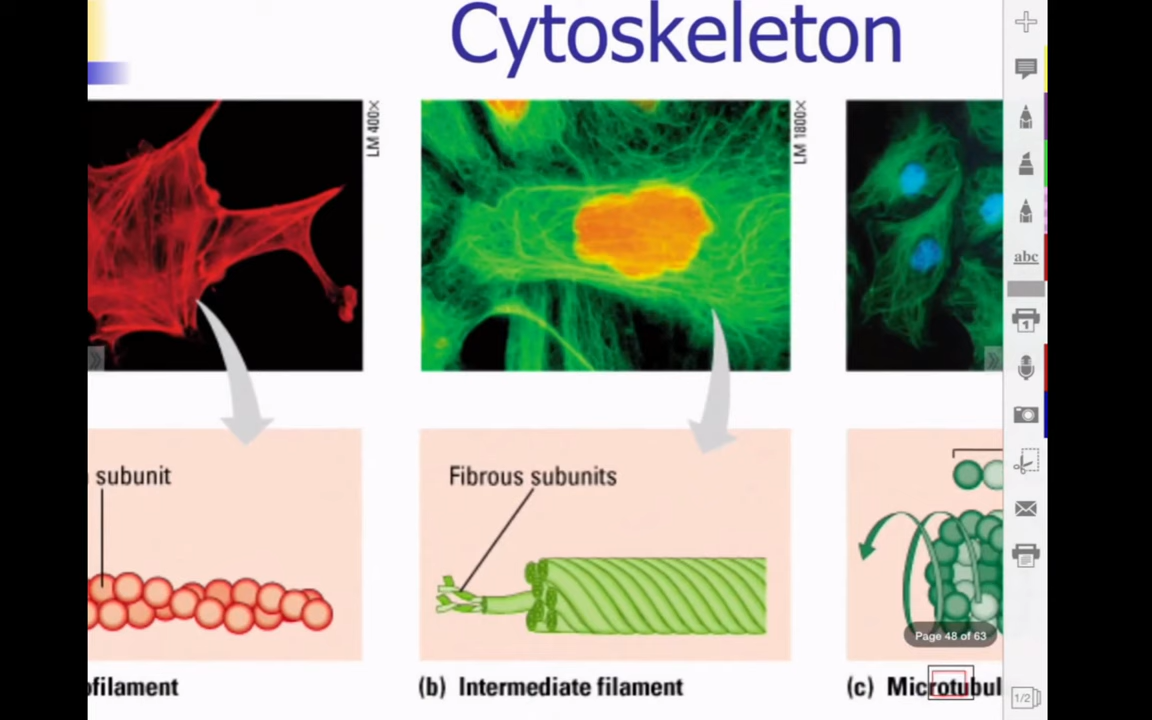 Cytoskeleton
LM 400×
LM 1800×
subunit
Fibrous subunits
ofilament
(b) Intermediate filament
(c) Microtubul
Page 48 of 63
abc
1
1/2